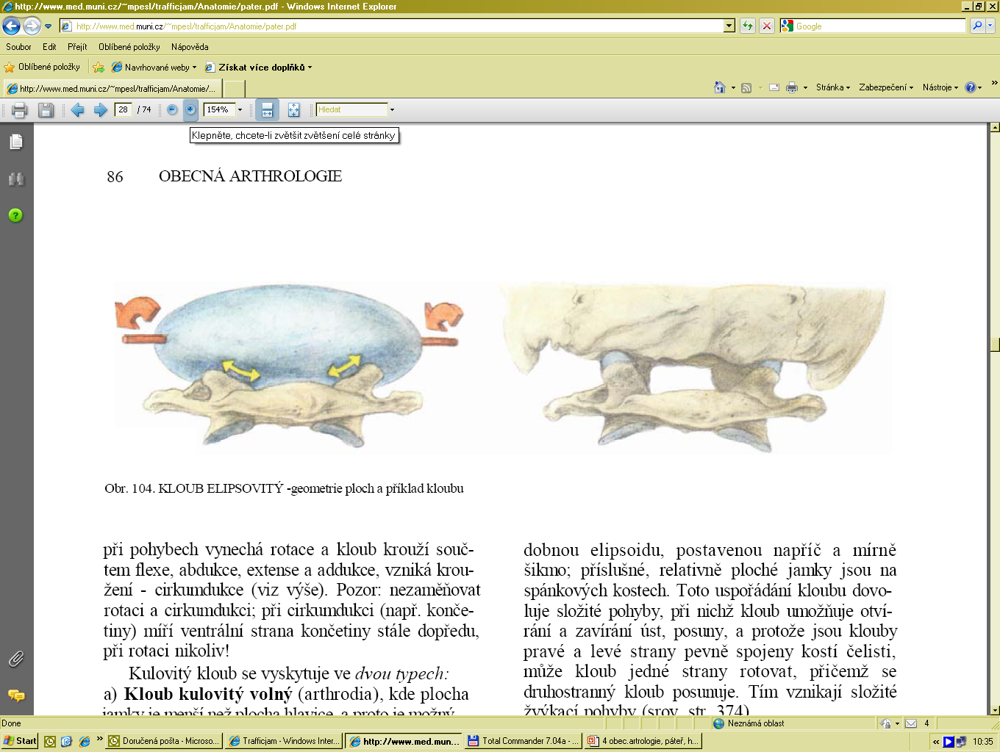 http://www.med.muni.cz/~mpesl/trafficjam/Anatomie/pater.pdf - Windows Internet Explorer
http://www.med.muni.cz/~mpesl/trafficjam/Anatomie/pater.pdf
Google
Soubor Edit Přejít Oblíbené položky Nápověda
Oblíbené položky Navrhované weby Získat více doplňků
http://www.med.muni.cz/~mpesl/trafficjam/Anatomie/...
Stránka Zabezpečení Nástroje
28 / 74 154% Hledat
Klepněte, chcete-li zvětšit zvětšení celé stránky
86 OBECNÁ ARTHROLOGIE
Obr. 104. KLOUB ELIPSOVITÝ -geometrie ploch a příklad kloubu
při pohybech vynechá rotace a kloub krouží souč-
tem flexe, abdukce, extense a addukce, vzniká krou-
žení - cirkumdukce (viz výše). Pozor: nezaměňovat
rotaci a cirkumdukci; při cirkumdukci (např. konče-
tiny) míří ventrální strana končetiny stále dopředu,
při rotaci nikoliv!
Kulovitý kloub se vyskytuje ve dvou typech:
a) Kloub kulovitý volný (arthrodia), kde plocha
jamky je menší než plocha hlavice, a proto je možný
dobnou elipsoidu, postavenou napříč a mírně
šikmo; příslušné, relativně ploché jamky jsou na
spánkových kostech. Toto uspořádání kloubu dovo-
luje složité pohyby, při nichž kloub umožňuje otví-
rání a zavírání úst, posuny, a protože jsou klouby
pravé a levé strany pevně spojeny kostí čelisti,
může kloub jedné strany rotovat, přičemž se
druhostranný kloub posunuje. Tím vznikají složité
žvýkací pohyby (srov. str. 374)
Done Neznámá oblast 4
Start Doručená pošta - Microso... Trafficjam - Windows Inter... http://www.med.mun... Total Commander 7.04a - ... 4 obec.artrologie, páteř, h... 10:35